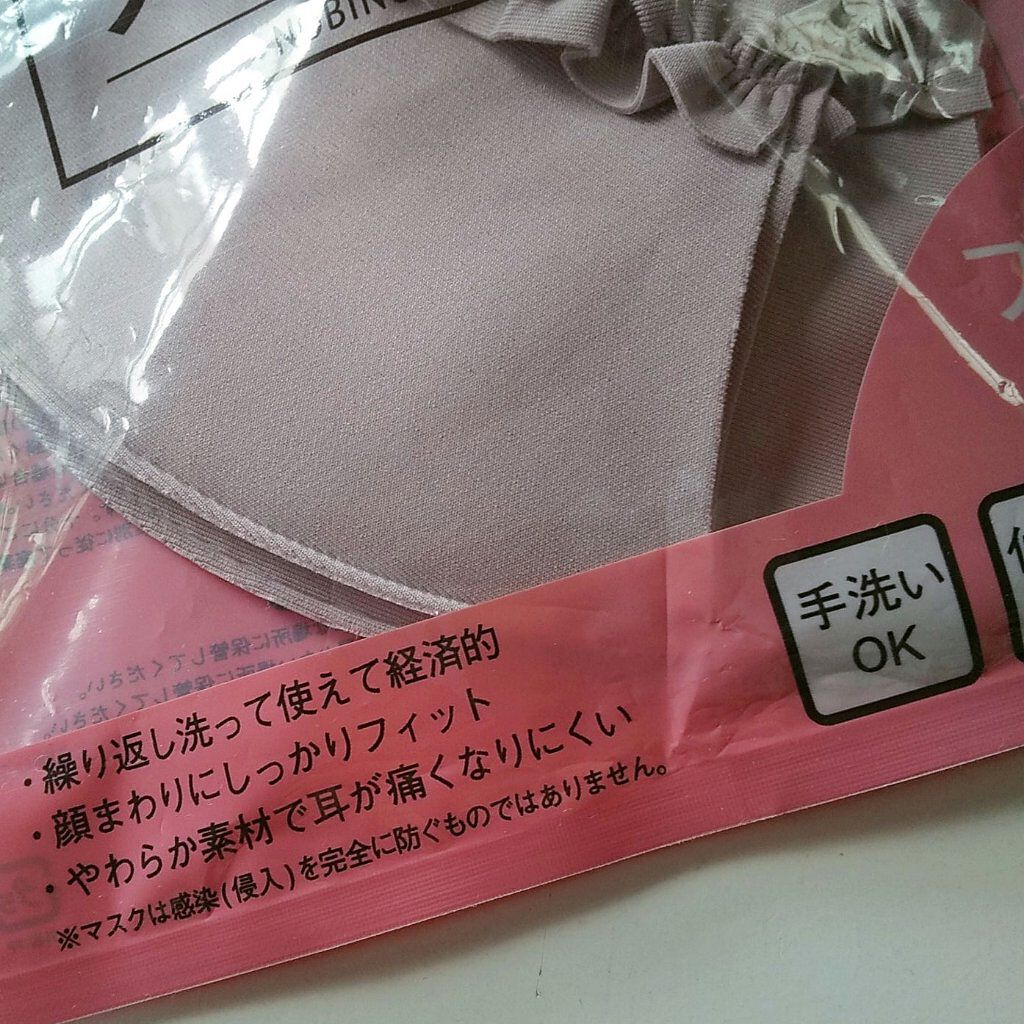 ・繰り返し洗って使えて経済的
・顔まわりにしっかりフィット
・やわらか素材で耳が痛くなりにくい
※マスクは感染(侵入)を完全に防ぐものではありません。
手洗い
OK